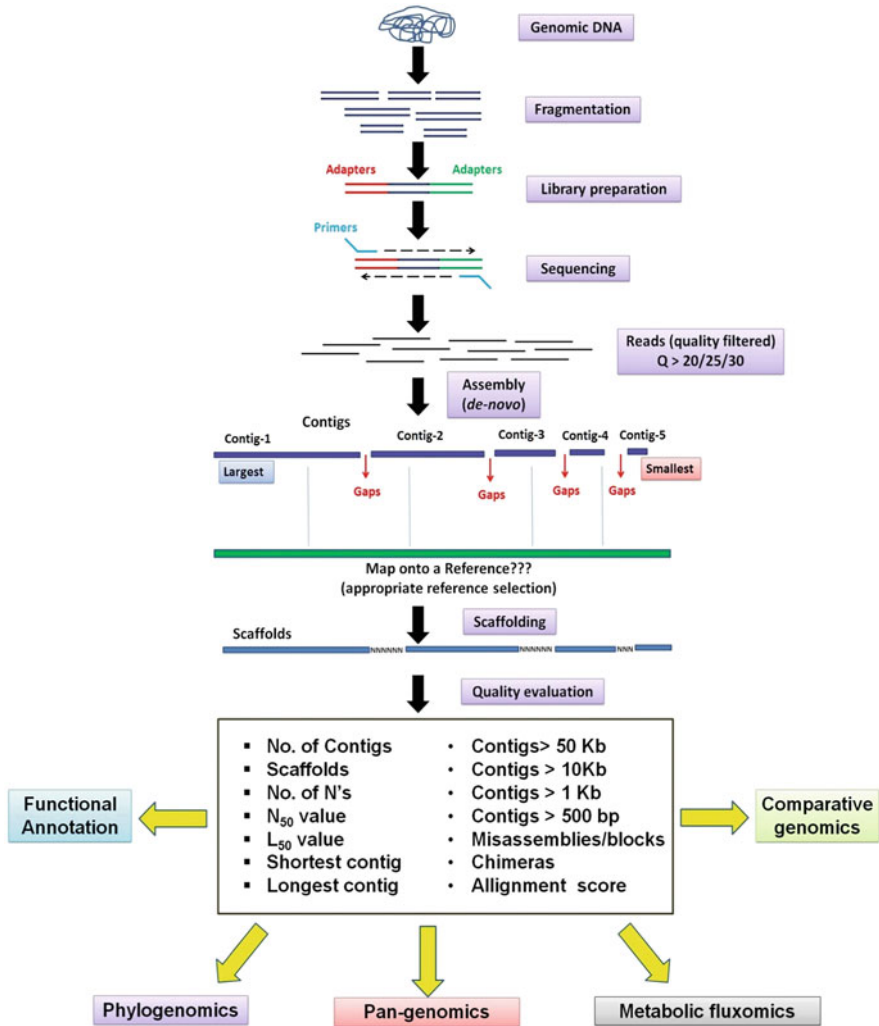 Genomic DNA
Fragmentation
Adapters
Adapters
Library preparation
Primers
Sequencing
Reads (quality filtered)
Q > 20/25/30
Assembly
(de-novo)
Contigs
Contig-1
Contig-2
Contig-3
Contig-4
Contig-5
Largest
Smallest
Gaps
Gaps
Gaps
Gaps
Map onto a Reference???
(appropriate reference selection)
Scaffolding
Scaffolds
NNNNNN
NNNNNN
NNN
Quality evaluation
▪ No. of Contigs
▪ Scaffolds
▪ No. of N's
▪ N50 value
▪ L50 value
▪ Shortest contig
▪ Longest contig
• Contigs> 50 Kb
• Contigs > 10Kb
• Contigs > 1 Kb
• Contigs > 500 bp
• Misassemblies/blocks
• Chimeras
• Allignment score
Functional
Annotation
Comparative
genomics
Phylogenomics
Pan-genomics
Metabolic fluxomics